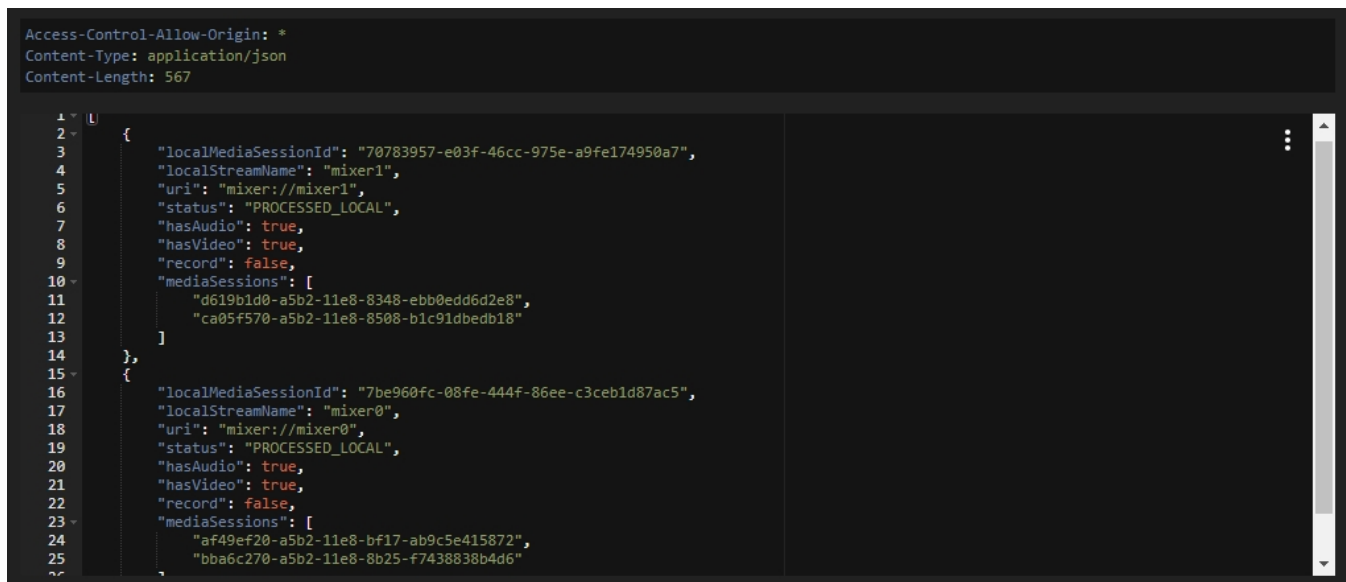 Access-Control-Allow-Origin: *
Content-Type: application/json
Content-Length: 567
1 [
2 {
3 "localMediaSessionId": "70783957-e03f-46cc-975e-a9fe174950a7",
4 "localStreamName": "mixer1",
5 "uri": "mixer://mixer1",
6 "status": "PROCESSED_LOCAL",
7 "hasAudio": true,
8 "hasVideo": true,
9 "record": false,
10 "mediaSessions": [
11 "d619b1d0-a5b2-11e8-8348-ebb0edd6d2e8",
12 "ca05f570-a5b2-11e8-8508-b1c91dbedb18"
13 ]
14 },
15 {
16 "localMediaSessionId": "7be960fc-08fe-444f-86ee-c3ceb1d87ac5",
17 "localStreamName": "mixer0",
18 "uri": "mixer://mixer0",
19 "status": "PROCESSED_LOCAL",
20 "hasAudio": true,
21 "hasVideo": true,
22 "record": false,
23 "mediaSessions": [
24 "af49ef20-a5b2-11e8-bf17-ab9c5e415872",
25 "bba6c270-a5b2-11e8-8b25-f7438838b4d6"